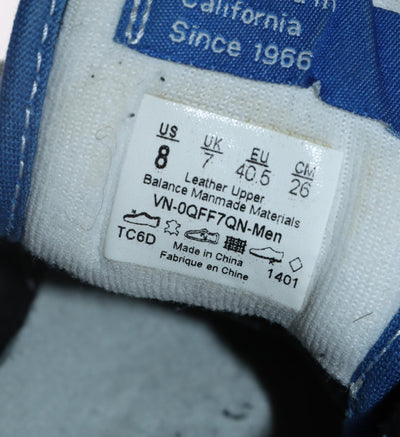 in
California
Since 1966
US UK EU CM
8 7 40.5 26
Leather Upper
Balance Manmade Materials
VN-0QFF7QN-Men
TC6D
Made in China
Fabrique en Chine
1401